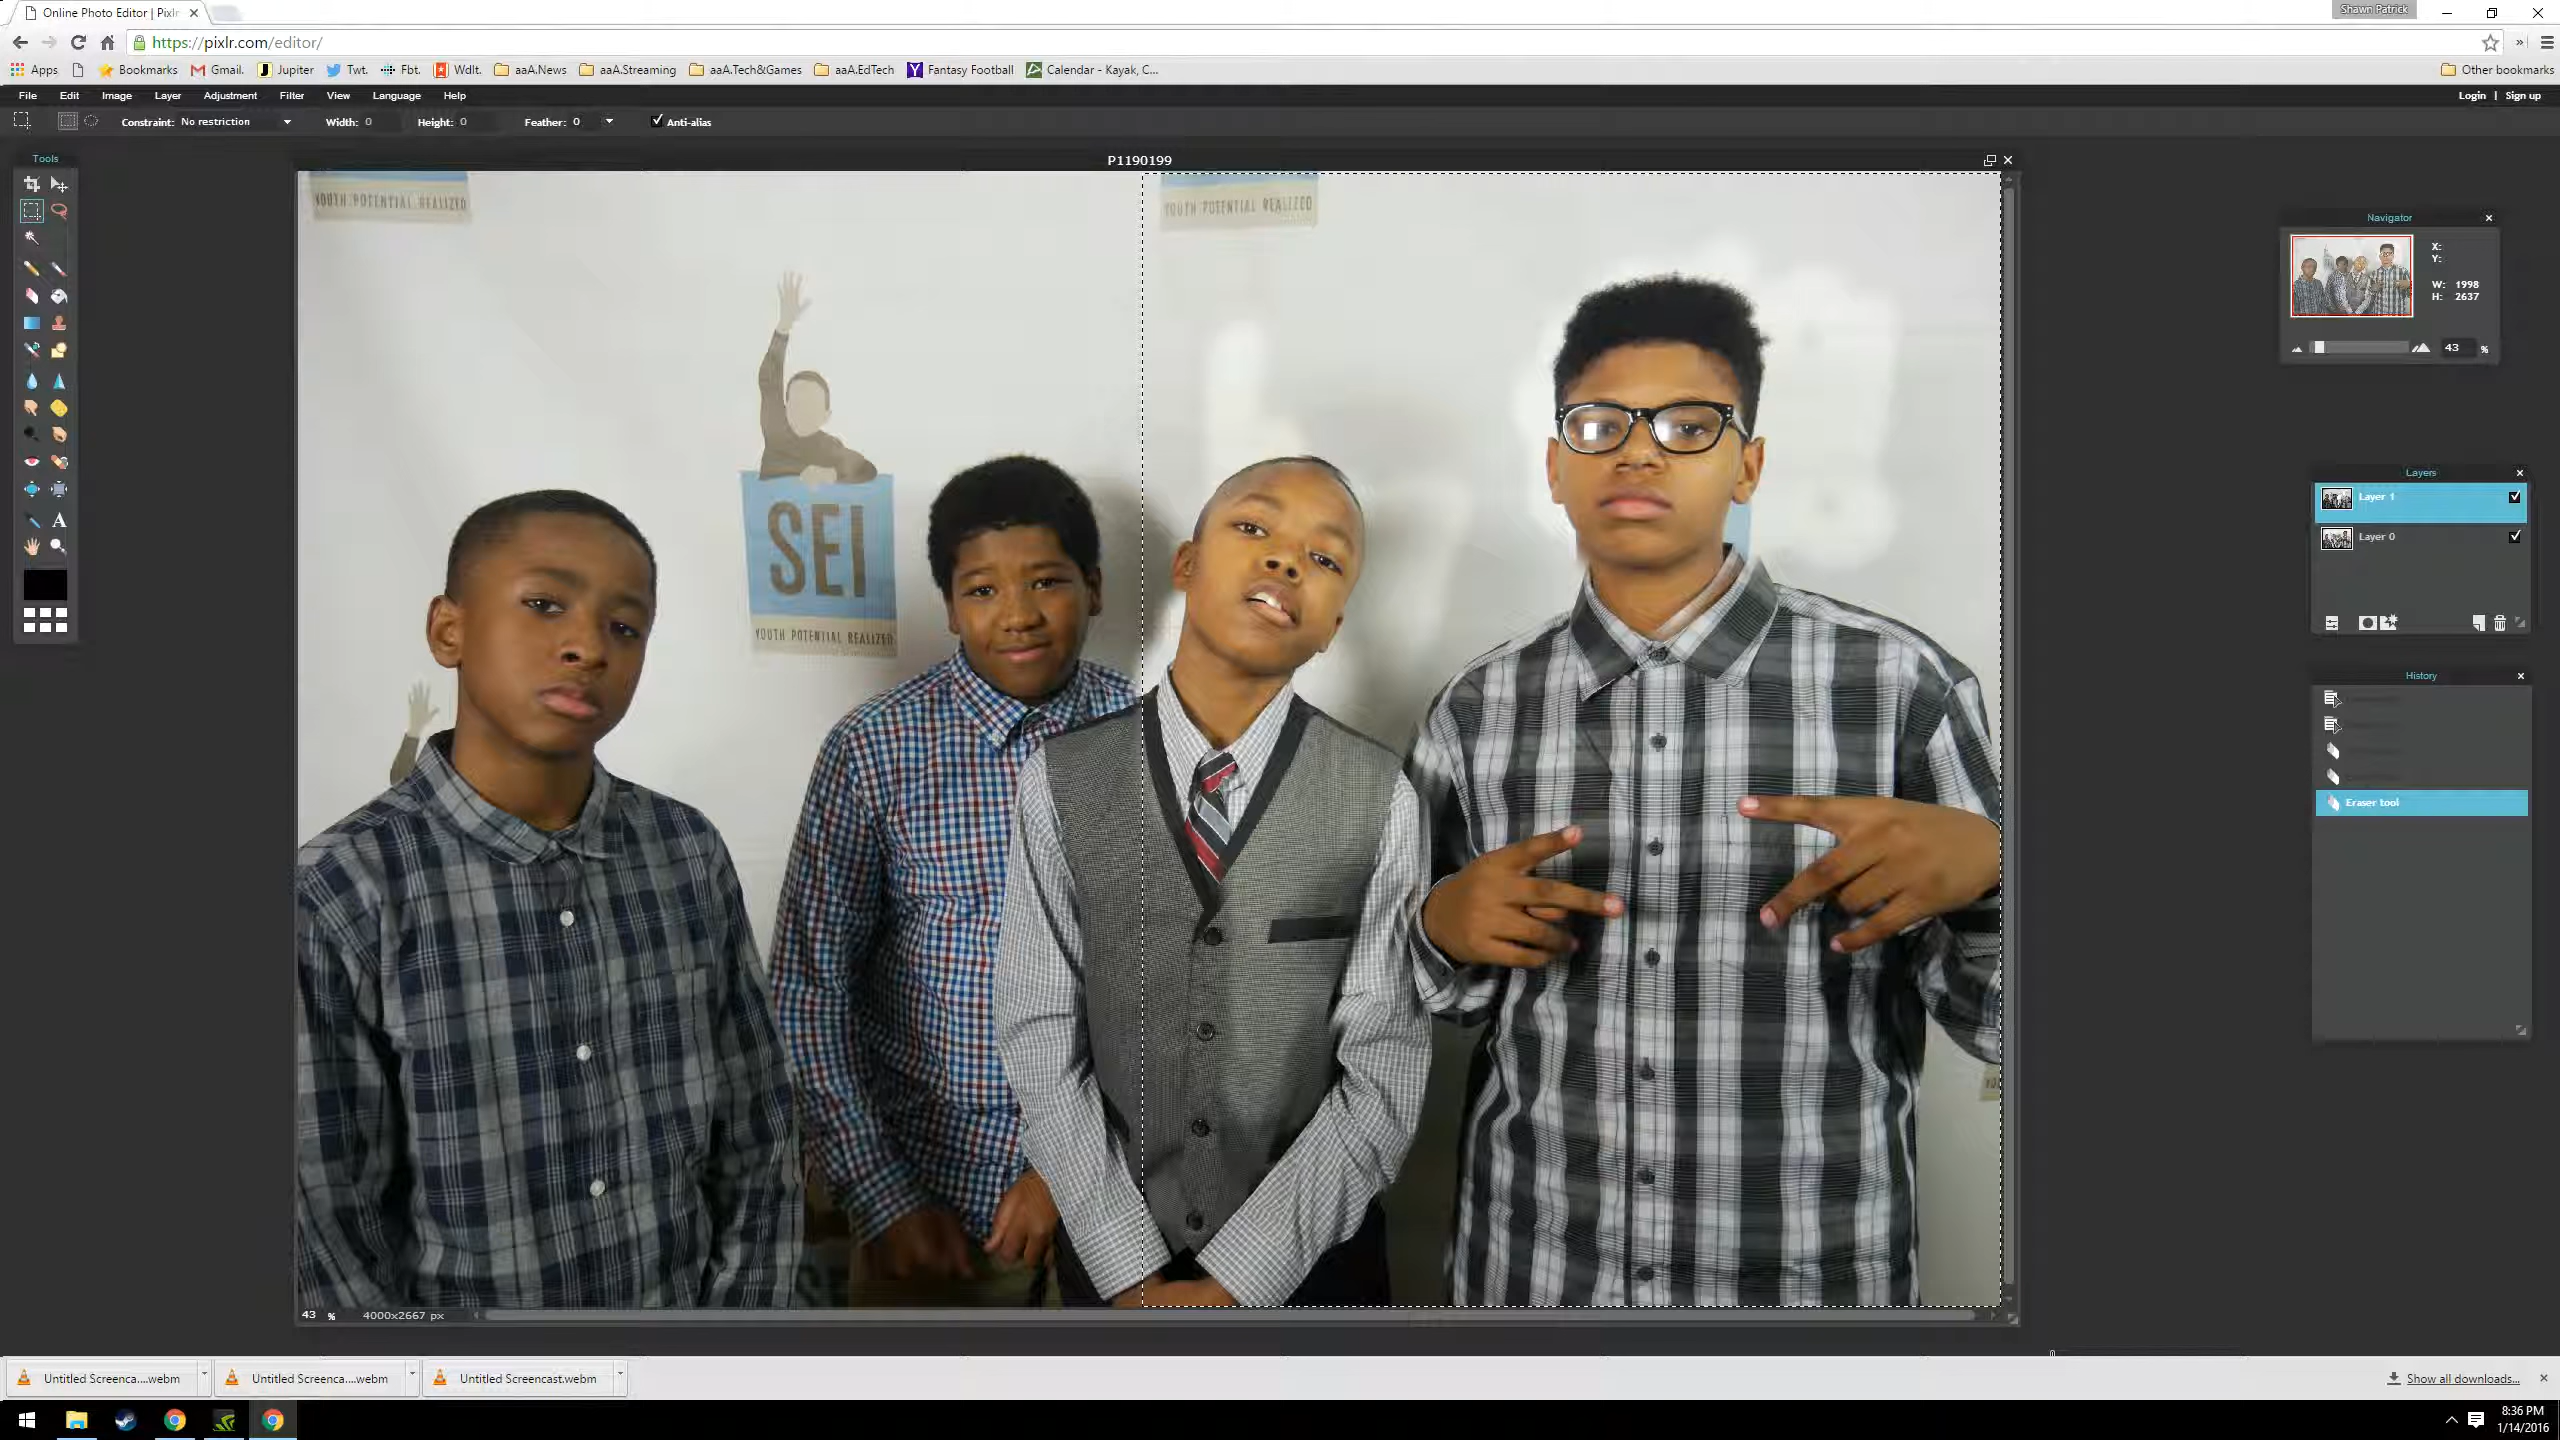 Online Photo Editor | Pixlr
Shawn Patrick
https://pixlr.com/editor/
Apps Bookmarks Gmail. Jupiter Twt. Fbt. Wdlt. aaA.News aaA.Streaming aaA.Tech&Games aaA.EdTech Fantasy Football Calendar - Kayak, C... Other bookmarks
File Edit Image Layer Adjustment Filter View Language Help Login | Sign up
Constraint: No restriction Width: 0 Height: 0 Feather: 0 Anti-alias
Tools
P1190199
YOUTH POTENTIAL REALIZED
YOUTH POTENTIAL REALIZED
SEI
YOUTH POTENTIAL REALIZED
Navigator
X:
Y:
W: 1998
H: 2637
43 %
Layers
Layer 1
Layer 0
History
Eraser tool
43 % 4000x2667 px
Untitled Screenca....webm Untitled Screenca....webm Untitled Screencast.webm Show all downloads...
8:36 PM
1/14/2016